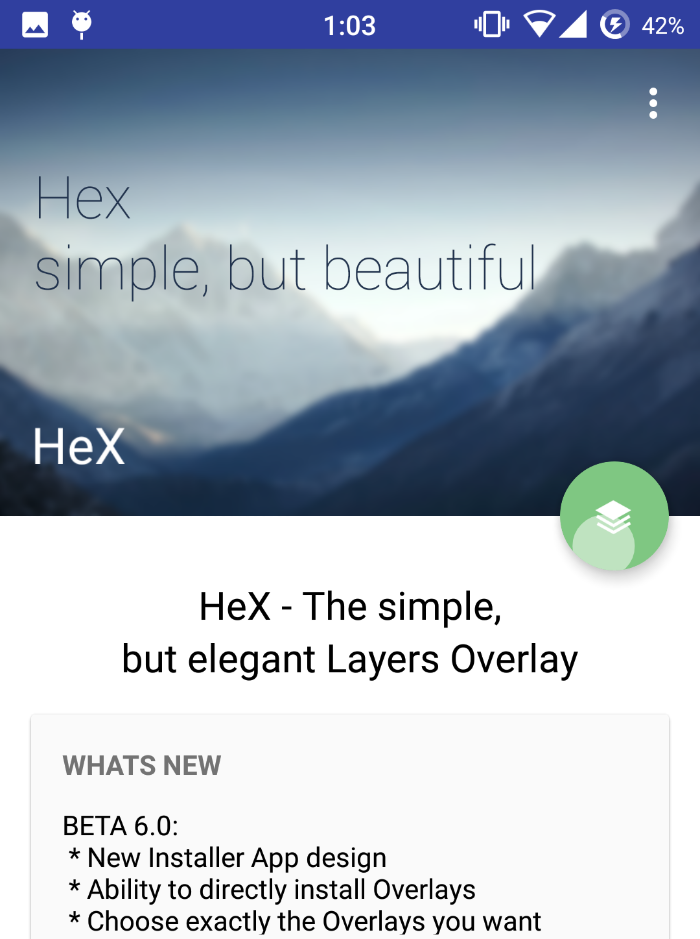 1:03
42%
Hex
simple, but beautiful
HeX
HeX - The simple,
but elegant Layers Overlay
WHATS NEW
BETA 6.0:
* New Installer App design
* Ability to directly install Overlays
* Choose exactly the Overlays you want